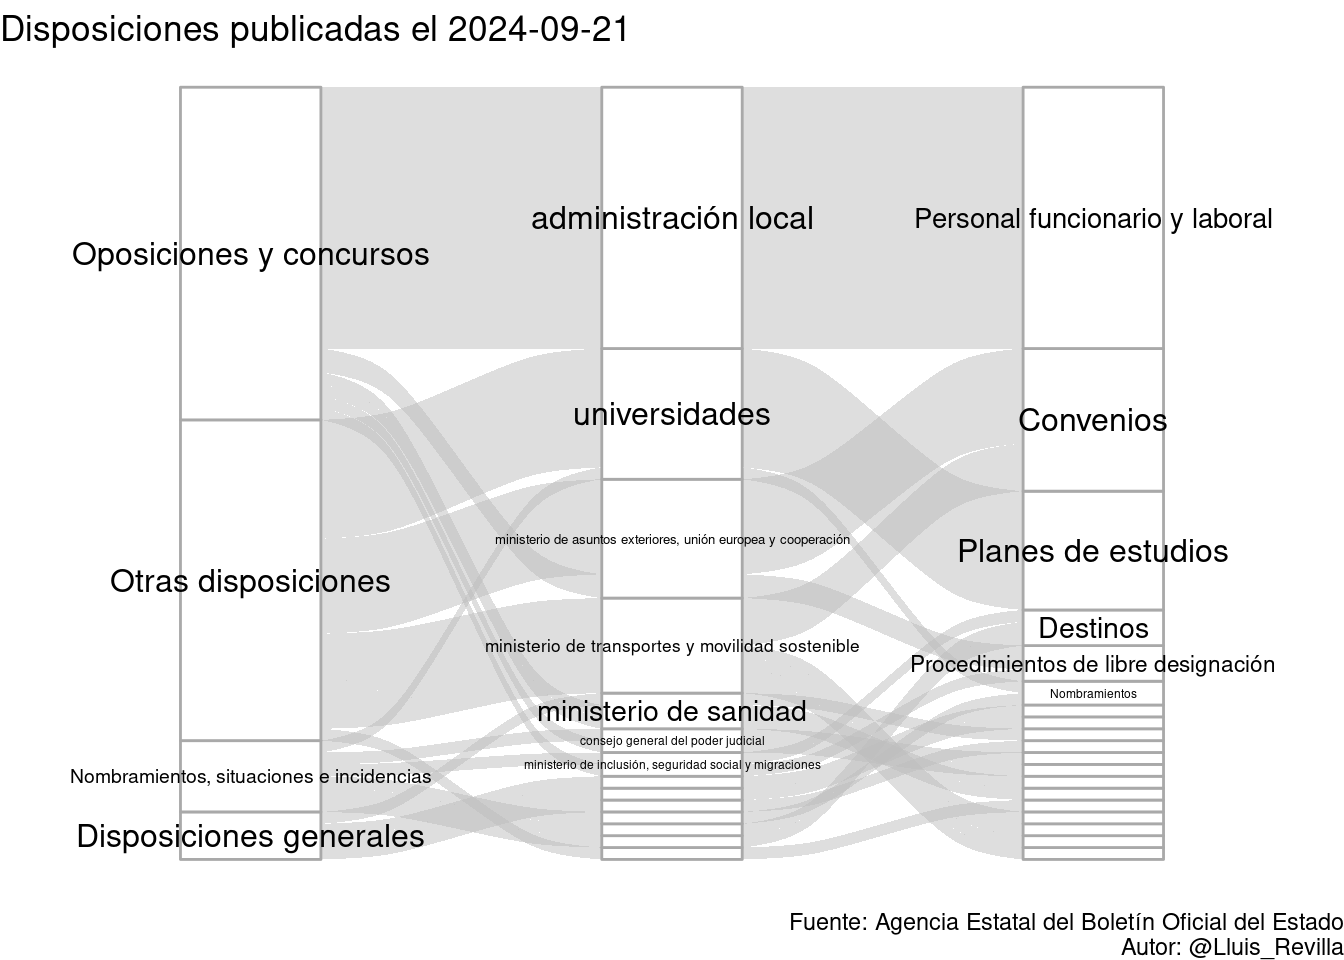 Disposiciones publicadas el 2024-09-21
Oposiciones y concursos
Otras disposiciones
Nombramientos, situaciones e incidencias
Disposiciones generales
administración local
universidades
ministerio de asuntos exteriores, unión europea y cooperación
ministerio de transportes y movilidad sostenible
ministerio de sanidad
consejo general del poder judicial
ministerio de inclusión, seguridad social y migraciones
Personal funcionario y laboral
Convenios
Planes de estudios
Destinos
Procedimientos de libre designación
Nombramientos
Fuente: Agencia Estatal del Boletín Oficial del Estado
Autor: @Lluis_Revilla